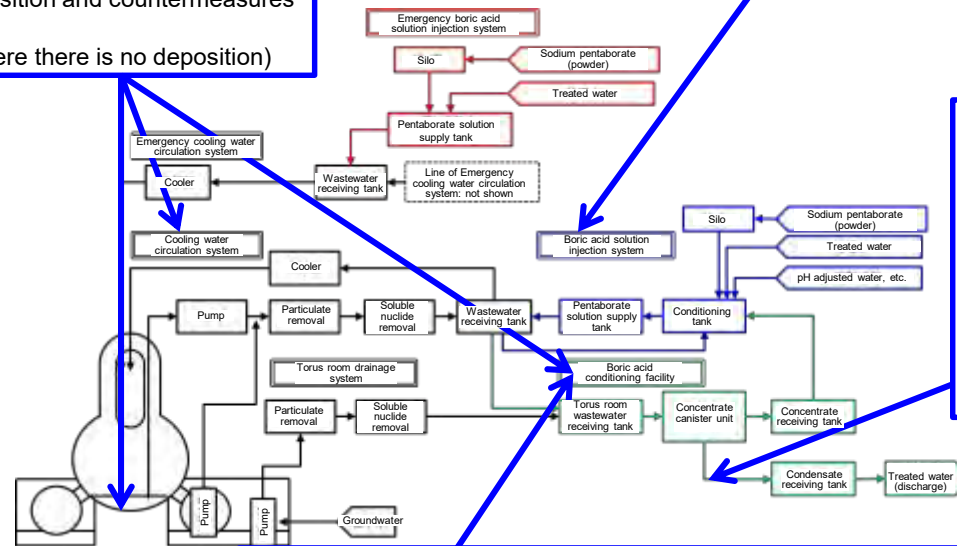 sition and countermeasures
ere there is no deposition)
Emergency boric acid
solution injection system
Silo
Sodium pentaborate
(powder)
Treated water
Pentaborate solution
supply tank
Emergency cooling water
circulation system
Cooler
Wastewater
receiving tank
Line of Emergency
cooling water circulation
system: not shown
Silo
Sodium pentaborate
(powder)
Cooling water
circulation system
Boric acid solution
injection system
Treated water
Cooler
pH adjusted water, etc.
Pump
Particulate
removal
Soluble
nuclide
removal
Wastewater
receiving tank
Pentaborate
solution supply
tank
Conditioning
tank
Torus room drainage
system
Boric acid
conditioning facility
Particulate
removal
Soluble
nuclide
removal
Torus room
wastewater
receiving tank
Concentrate
canister unit
Concentrate
receiving tank
Condensate
receiving tank
Treated water
(discharge)
Pump
Pump
Groundwater